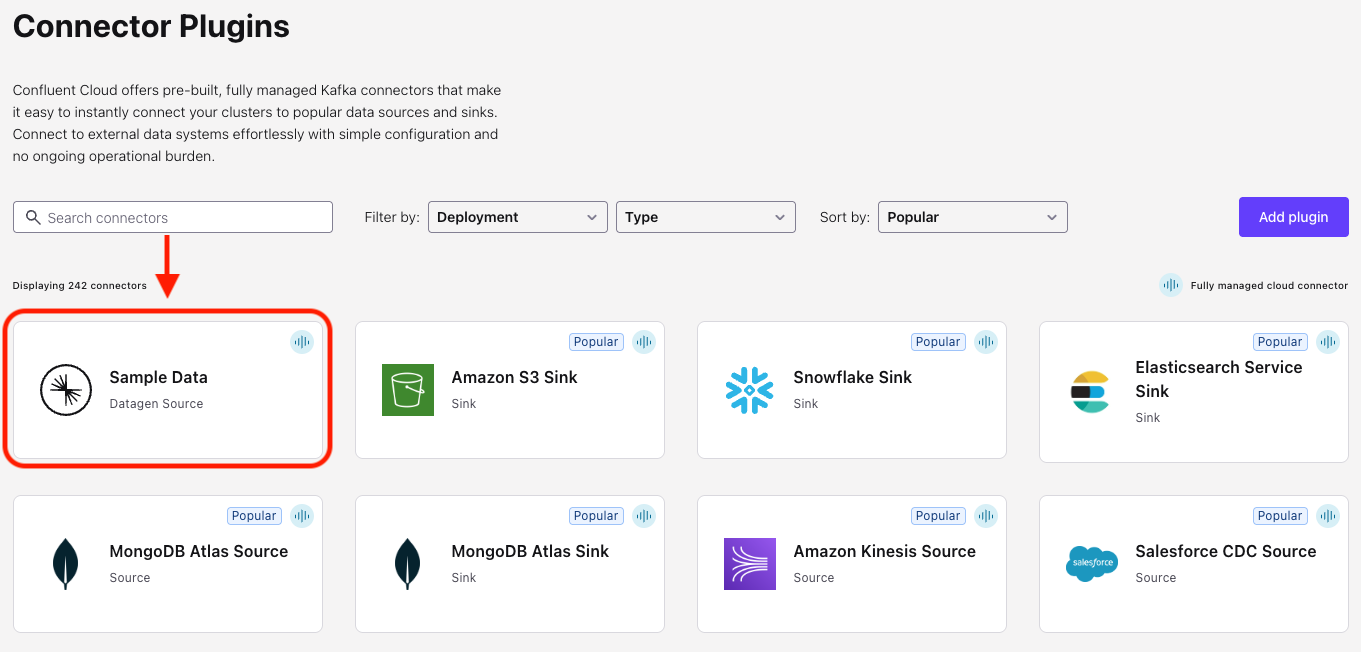 Connector Plugins
Confluent Cloud offers pre-built, fully managed Kafka connectors that make
it easy to instantly connect your clusters to popular data sources and sinks.
Connect to external data systems effortlessly with simple configuration and
no ongoing operational burden.
Search connectors
Filter by:
Deployment
Type
Sort by:
Popular
Add plugin
Displaying 242 connectors
Fully managed cloud connector
Sample Data
Datagen Source
Popular
Amazon S3 Sink
Sink
Popular
Snowflake Sink
Sink
Popular
Elasticsearch Service
Sink
Sink
Popular
MongoDB Atlas Source
Source
Popular
MongoDB Atlas Sink
Sink
Popular
Amazon Kinesis Source
Source
Popular
salesforce
Salesforce CDC Source
Source